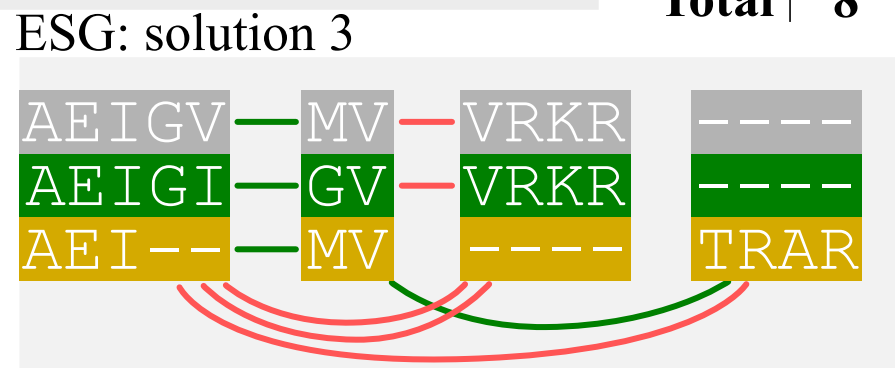 Total | 8
ESG: solution 3
AEIGV MV VRKR ----
AEIGI GV VRKR ----
AEI-- MV ---- TRAR